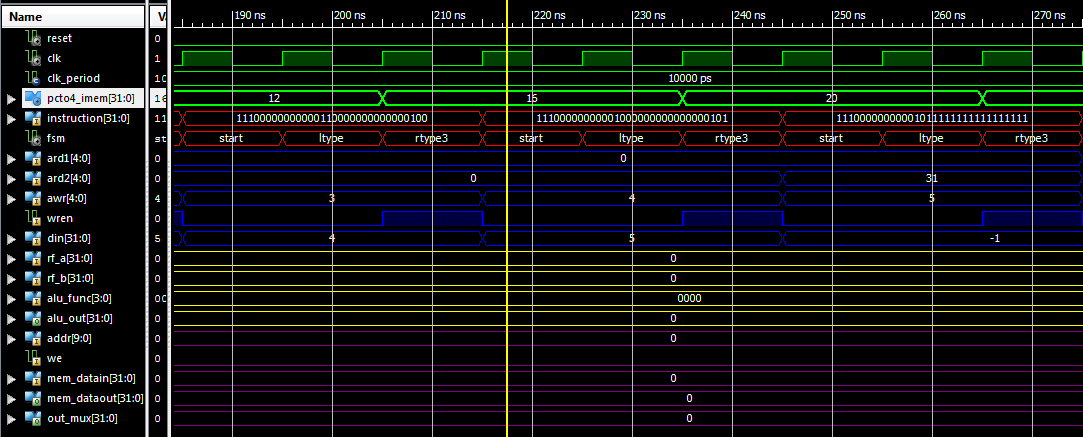 Name V. 190 ns 200 ns 210 ns 220 ns 230 ns 240 ns 250 ns 260 ns 270 ns
reset 0
clk 1
clk_period 10 10000 ps
pcto4_imem[31:0] 16 12 16 20
instruction[31:0] 11 11100000000000110000000000000100 11100000000001000000000000000101 11100000000001011111111111111111
fsm st start ltype rtype3 start ltype rtype3 start ltype rtype3
ard1[4:0] 0 0
ard2[4:0] 0 0 31
awr[4:0] 4 3 4 5
wren 0
din[31:0] 5 4 5 -1
rf_a[31:0] 0 0
rf_b[31:0] 0 0
alu_func[3:0] 00 0000
alu_out[31:0] 0 0
addr[9:0] 0 0
we 0
mem_datain[31:0] 0 0
mem_dataout[31:0] 0 0
out_mux[31:0] 0 0